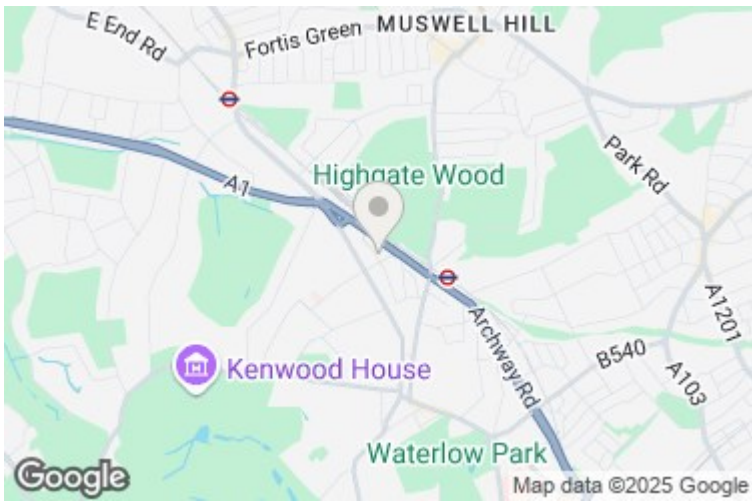 E End Rd
Fortis Green
MUSWELL HILL
Park Rd
Highgate Wood
A1
A1201
Archway Rd
B540
A103
Kenwood House
Waterlow Park
Google
Map data ©2025 Google